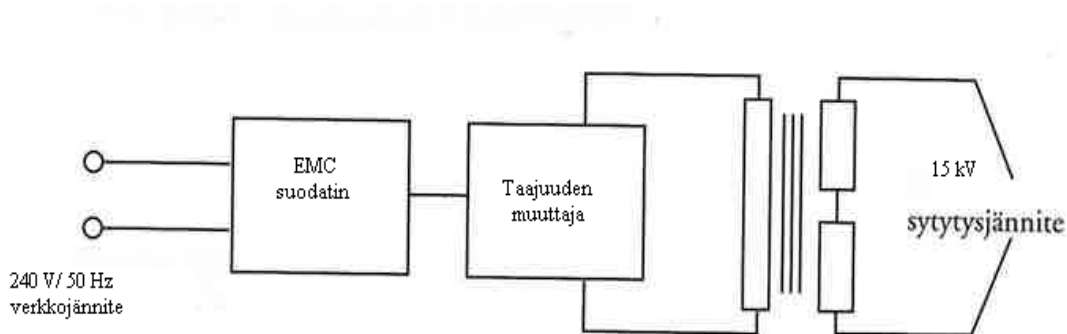 EMC
suodatin
Taajuuden
muuttaja
15 kV
sytytysjännite
240 V/ 50 Hz
verkkojännite